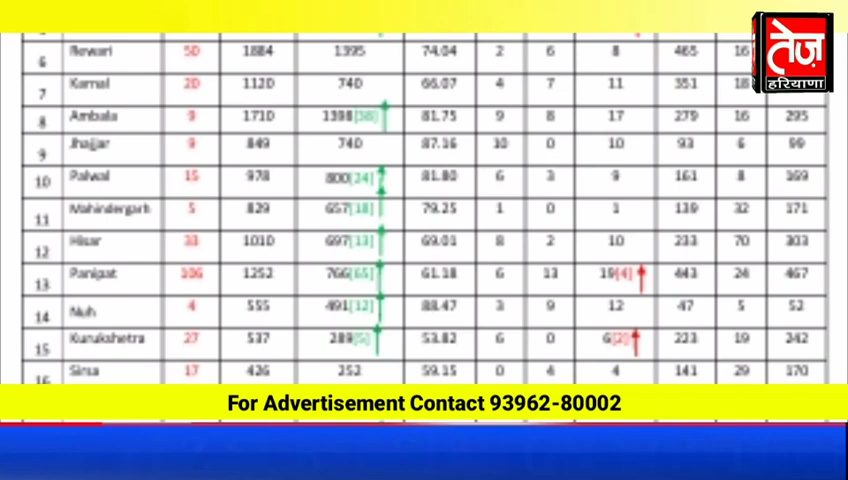 तेज़
हरियाणा
6 Rewari 50 1884 1395 74.04 2 6 8 465 16
7 Karnal 20 1120 740 66.07 4 7 11 351 18
8 Ambala 9 1710 1398[38] 81.75 9 8 17 279 16 295
9 Jhajjar 9 849 740 87.16 10 0 10 93 6 99
10 Palwal 15 978 800[24] 81.80 6 3 9 161 8 169
11 Mahindergarh 5 829 657[18] 79.25 1 0 1 139 32 171
12 Hisar 33 1010 697[13] 69.01 8 2 10 233 70 303
13 Panipat 106 1252 766[65] 61.18 6 13 19[4] 443 24 467
14 Nuh 4 555 491[12] 88.47 3 9 12 47 5 52
15 Kurukshetra 27 537 289[5] 53.82 6 0 6[2] 223 19 242
16 Sirsa 17 426 252 59.15 0 4 4 141 29 170
For Advertisement Contact 93962-80002